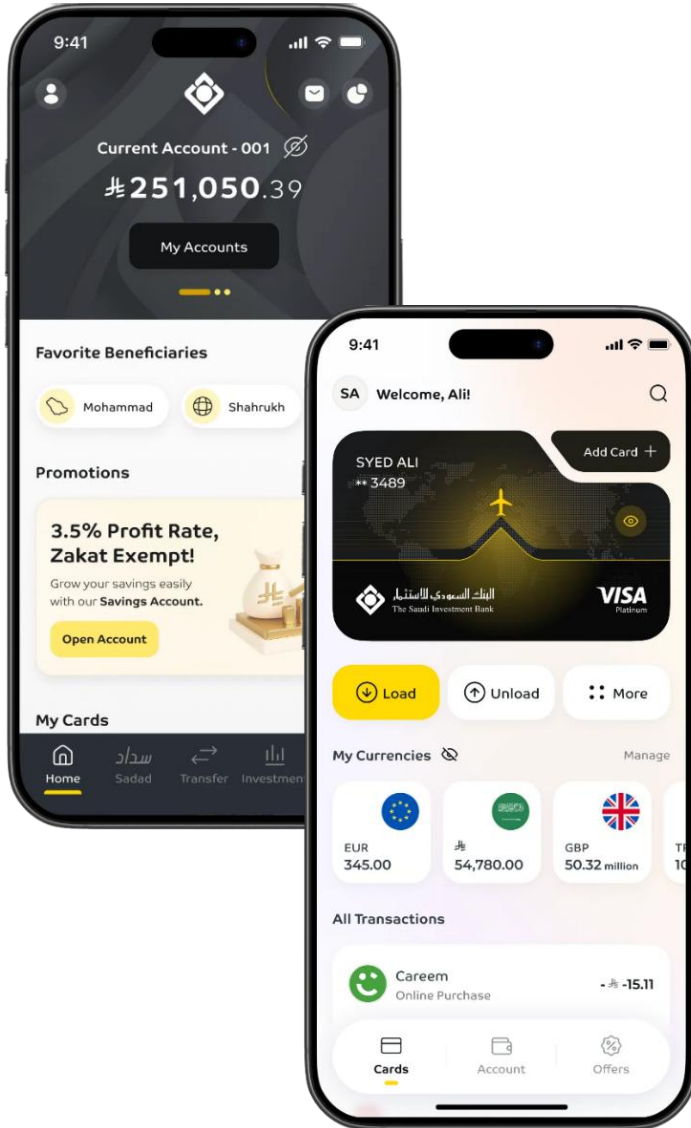 9:41
Current Account - 001
251,050.39
My Accounts
Favorite Beneficiaries
Mohammad
Shahrukh
Promotions
3.5% Profit Rate,
Zakat Exempt!
Grow your savings easily
with our Savings Account.
Open Account
My Cards
Home
سداد
Sadad
Transfer
Investmen
9:41
SA
Welcome, Ali!
Add Card +
SYED ALI
** 3489
البنك السعودي للاستثمار
The Saudi Investment Bank
VISA
Platinum
Load
Unload
More
My Currencies
Manage
EUR
345.00
54,780.00
GBP
50.32 million
All Transactions
Careem
Online Purchase
- -15.11
Cards
Account
Offers